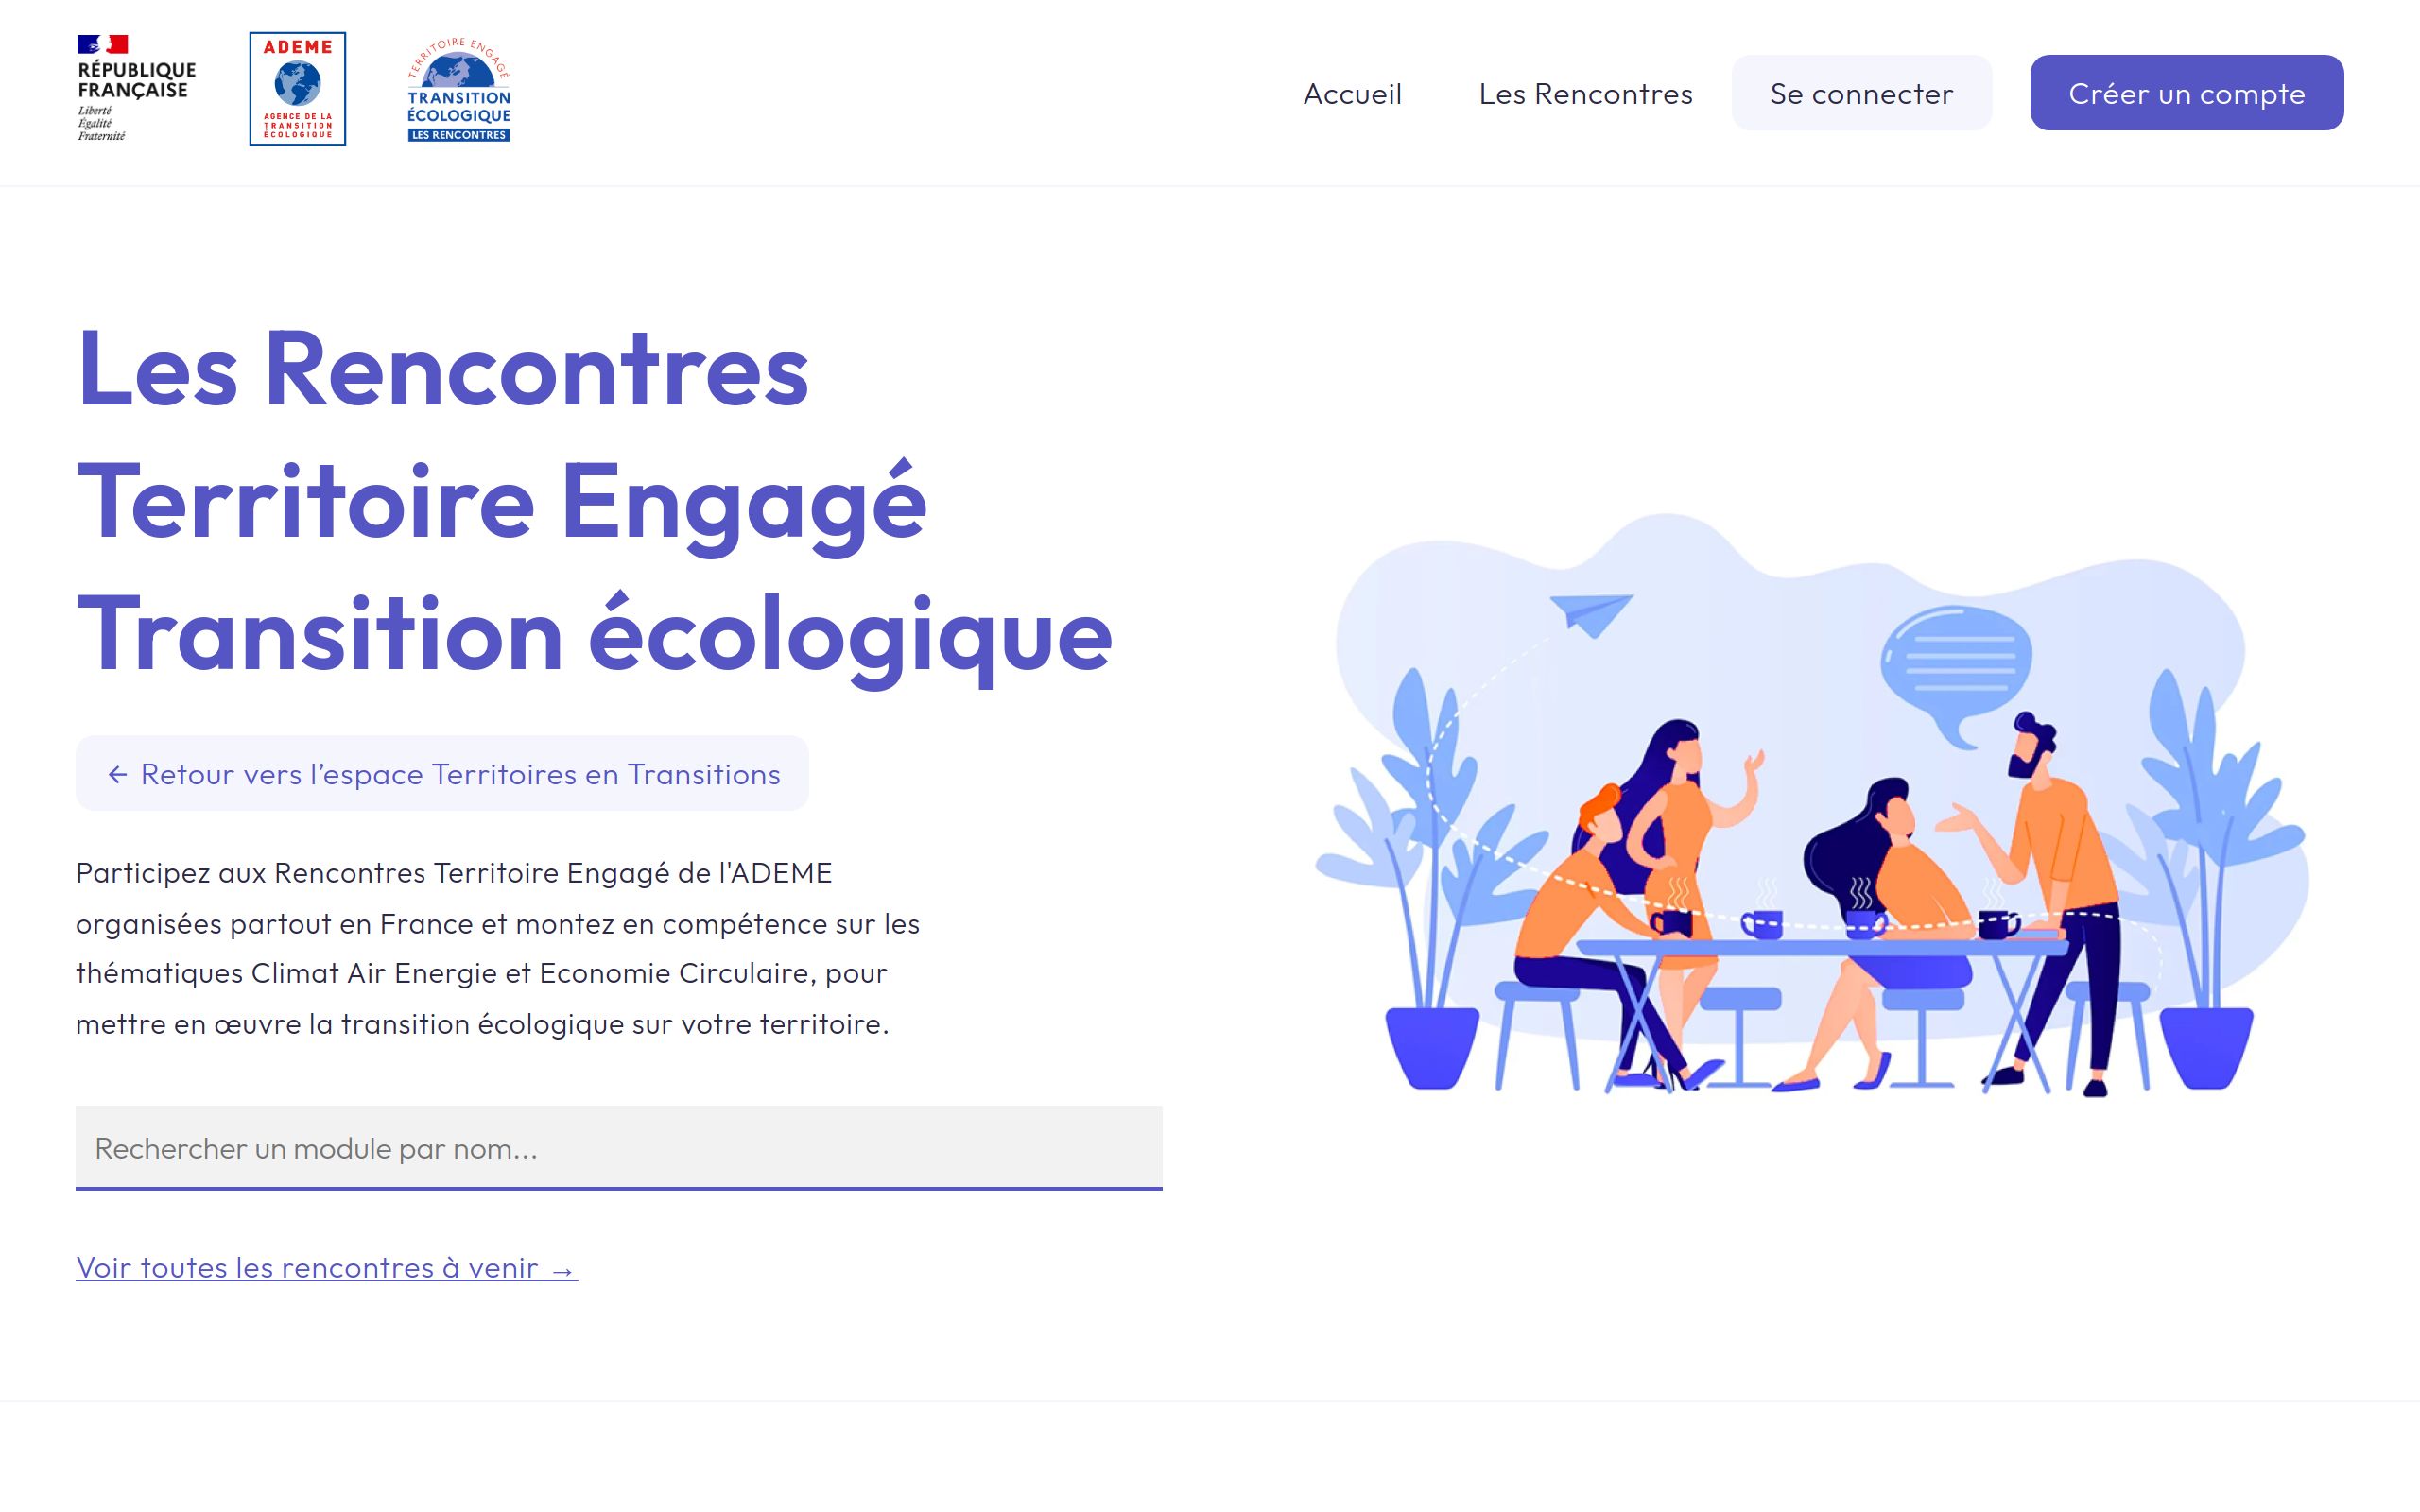 RÉPUBLIQUE
FRANÇAISE
Liberté
Égalité
Fraternité
ADEME
AGENCE DE LA
TRANSITION
ÉCOLOGIQUE
TERRITOIRE ENGAGÉ
TRANSITION
ÉCOLOGIQUE
LES RENCONTRES
Accueil
Les Rencontres
Se connecter
Créer un compte
Les Rencontres
Territoire Engagé
Transition écologique
← Retour vers l’espace Territoires en Transitions
Participez aux Rencontres Territoire Engagé de l'ADEME
organisées partout en France et montez en compétence sur les
thématiques Climat Air Energie et Economie Circulaire, pour
mettre en œuvre la transition écologique sur votre territoire.
Rechercher un module par nom...
Voir toutes les rencontres à venir →